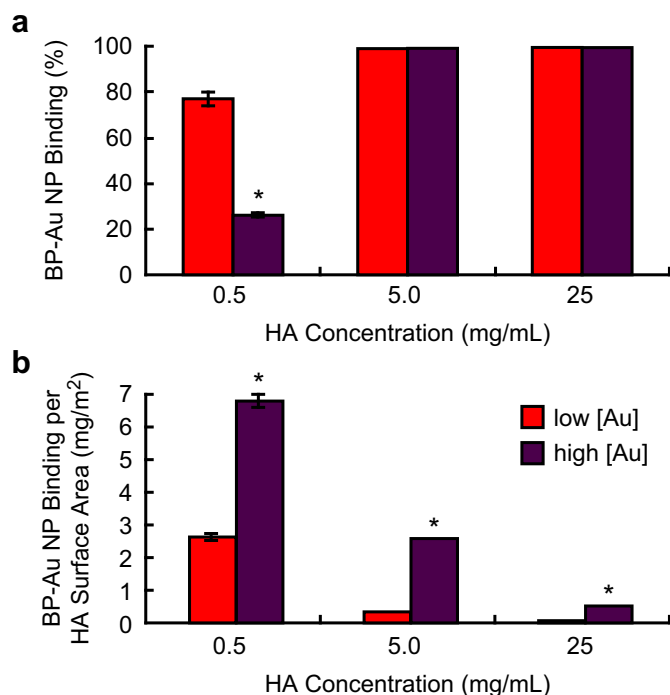 a
BP-Au NP Binding (%)
100
80
60
40
20
0
*
0.5 5.0 25
HA Concentration (mg/mL)
b
BP-Au NP Binding per
HA Surface Area (mg/m²)
7
6
5
4
3
2
1
0
*
*
*
low [Au]
high [Au]
0.5 5.0 25
HA Concentration (mg/mL)